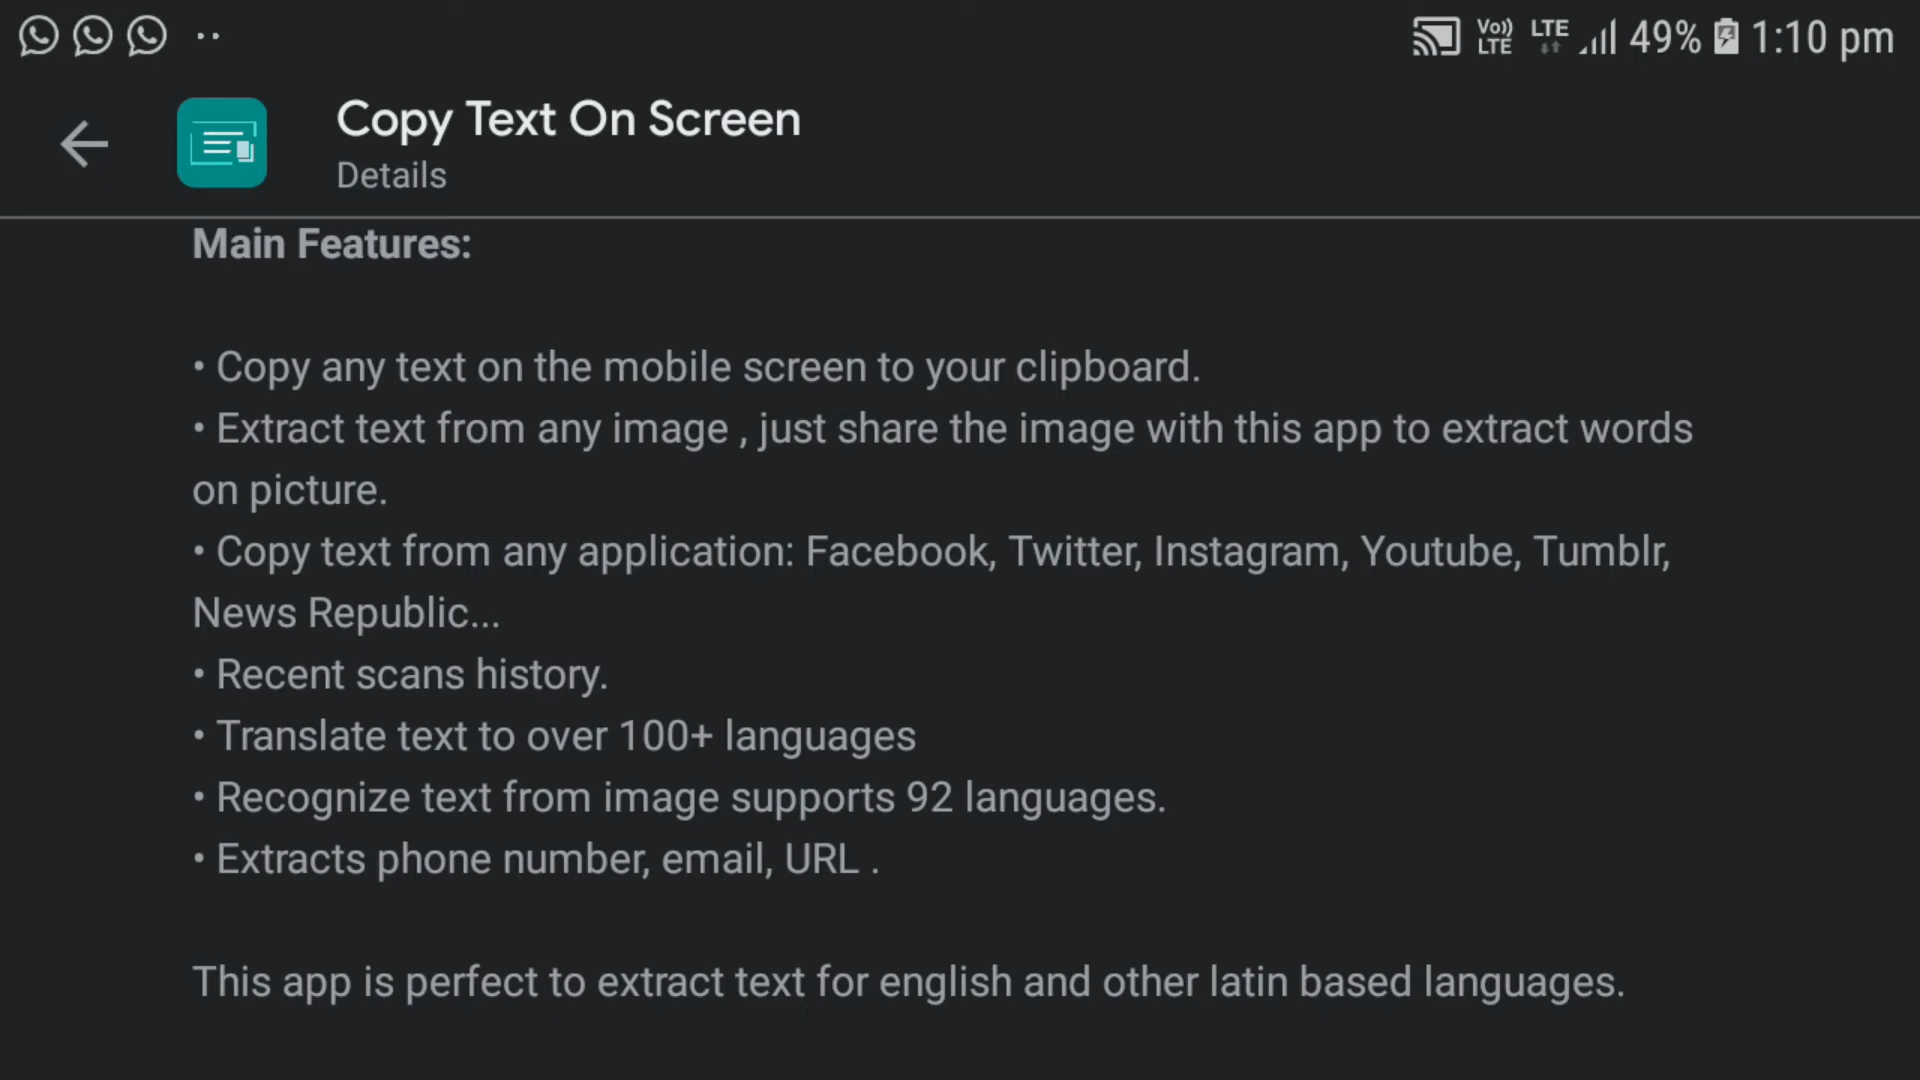 Vo)) LTE LTE 49% 1:10 pm
Copy Text On Screen
Details
Main Features:
• Copy any text on the mobile screen to your clipboard.
• Extract text from any image , just share the image with this app to extract words
on picture.
• Copy text from any application: Facebook, Twitter, Instagram, Youtube, Tumblr,
News Republic...
• Recent scans history.
• Translate text to over 100+ languages
• Recognize text from image supports 92 languages.
• Extracts phone number, email, URL .
This app is perfect to extract text for english and other latin based languages.